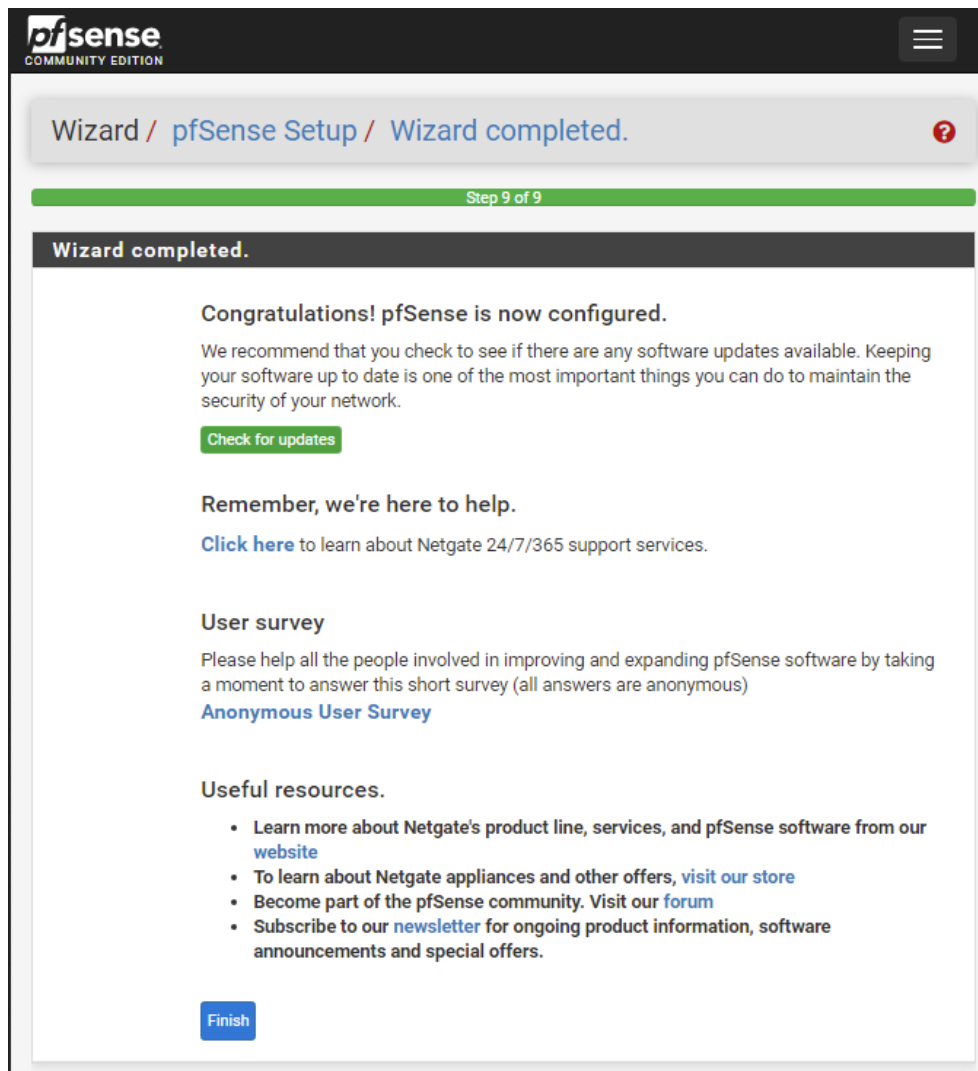 pfsense
COMMUNITY EDITION
Wizard / pfSense Setup / Wizard completed.
Step 9 of 9
Wizard completed.
Congratulations! pfSense is now configured.
We recommend that you check to see if there are any software updates available. Keeping
your software up to date is one of the most important things you can do to maintain the
security of your network.
Check for updates
Remember, we're here to help.
Click here to learn about Netgate 24/7/365 support services.
User survey
Please help all the people involved in improving and expanding pfSense software by taking
a moment to answer this short survey (all answers are anonymous)
Anonymous User Survey
Useful resources.
• Learn more about Netgate's product line, services, and pfSense software from our
website
• To learn about Netgate appliances and other offers, visit our store
• Become part of the pfSense community. Visit our forum
• Subscribe to our newsletter for ongoing product information, software
announcements and special offers.
Finish